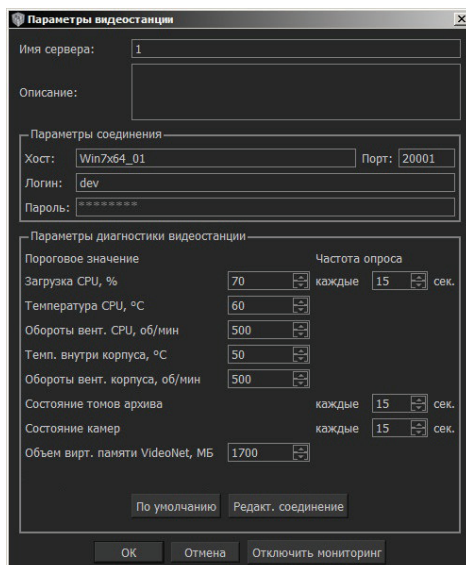 Параметры видеостанции
Имя сервера: 1
Описание:
Параметры соединения
Хост: Win7x64_01 Порт: 20001
Логин: dev
Пароль: ********
Параметры диагностики видеостанции
Пороговое значение Частота опроса
Загрузка CPU, % 70 каждые 15 сек.
Температура CPU, ºC 60
Обороты вент. CPU, об/мин 500
Темп. внутри корпуса, ºC 50
Обороты вент. корпуса, об/мин 500
Состояние томов архива каждые 15 сек.
Состояние камер каждые 15 сек.
Объем вирт. памяти VideoNet, МБ 1700
По умолчанию Редакт. соединение
OK Отмена Отключить мониторинг